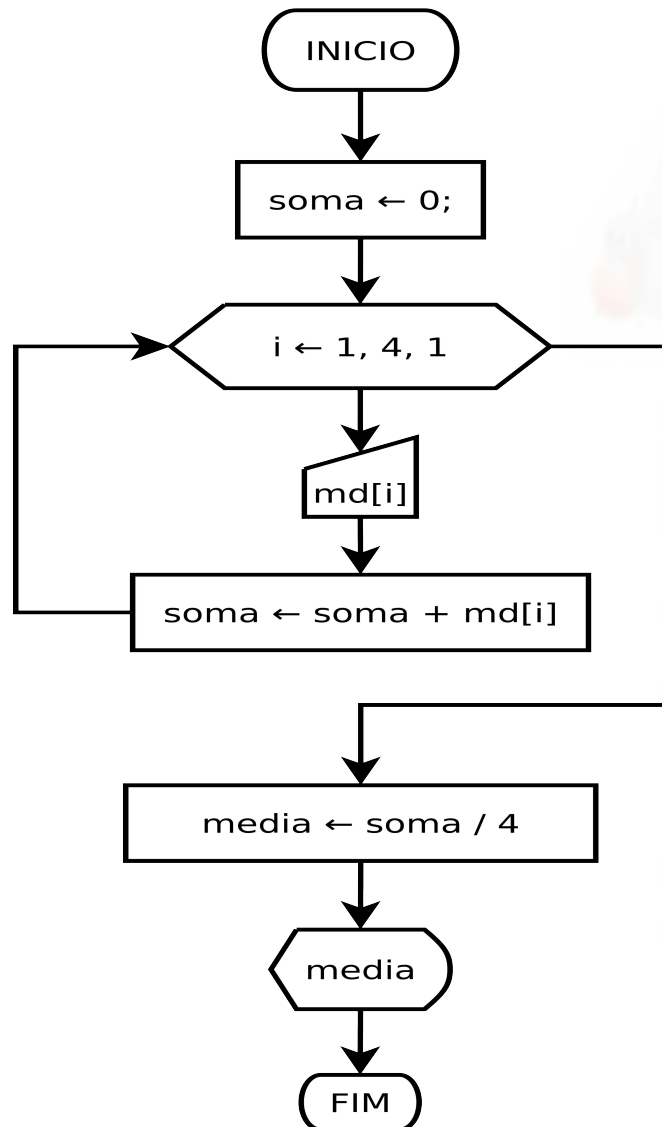 INICIO
soma ← 0;
i ← 1, 4, 1
md[i]
soma ← soma + md[i]
media ← soma / 4
media
FIM